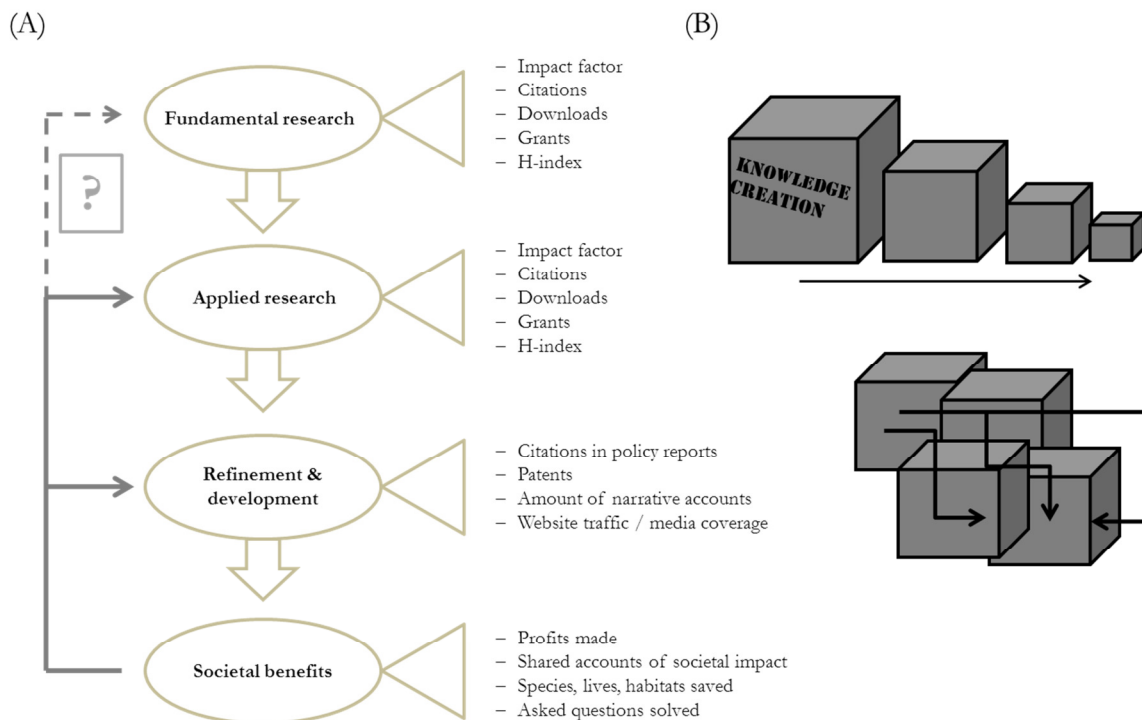 (A)
Fundamental research
– Impact factor
– Citations
– Downloads
– Grants
– H-index
?
Applied research
– Impact factor
– Citations
– Downloads
– Grants
– H-index
Refinement &
development
– Citations in policy reports
– Patents
– Amount of narrative accounts
– Website traffic / media coverage
Societal benefits
– Profits made
– Shared accounts of societal impact
– Species, lives, habitats saved
– Asked questions solved
(B)
KNOWLEDGE
CREATION